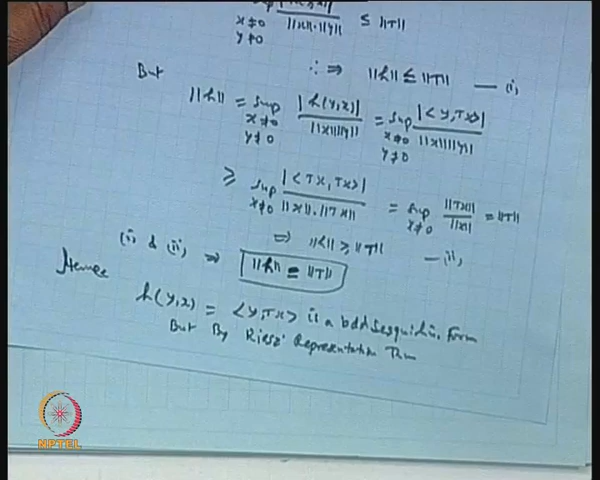 x≠0 ||x||.||y|| ≤ ||T||
y≠0
∴ ⇒ ||h|| ≤ ||T|| — (i)
But
||h|| = sup |h(y,x)| / ||x|| ||y|| = sup |<y,Tx>| / ||x|| ||y||
x≠0 x≠0
y≠0 y≠0
≥ sup |<Tx,Tx>| / ||x||.||Tx|| = sup ||Tx|| / ||x|| = ||T||
x≠0 x≠0
⇒ ||h|| ≥ ||T|| — (ii)
(i) & (ii) ⇒ ||h|| = ||T||
Hence
h(y,x) = <y,Tx> is a bdd sesquilin. Form
But By Riesz' Representation Thm
NPTEL